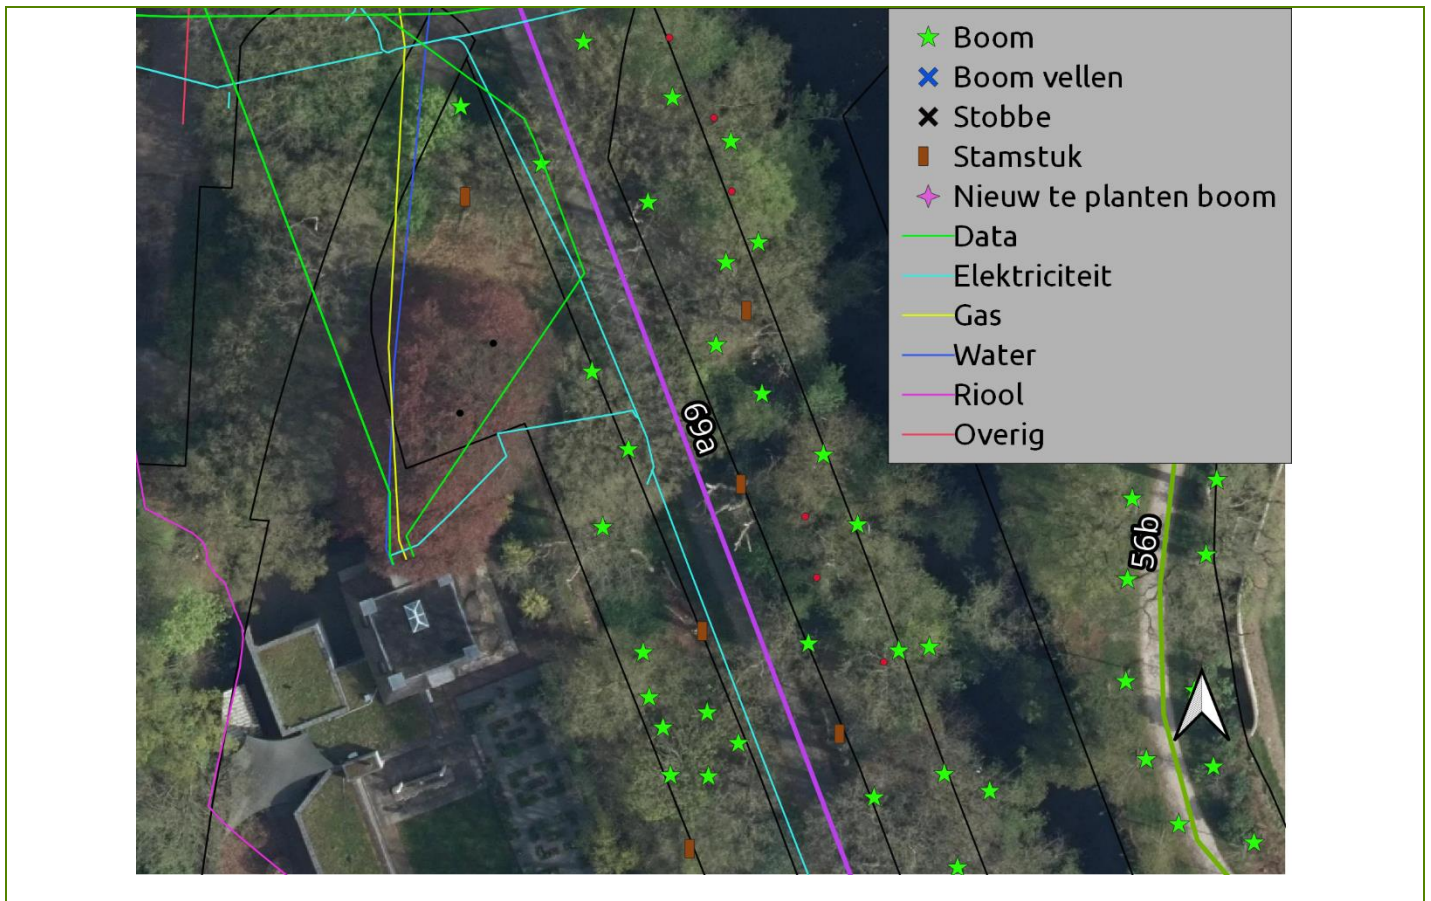 Boom
Boom vellen
Stobbe
Stamstuk
Nieuw te planten boom
Data
Elektriciteit
Gas
Water
Riool
Overig
69a
56b